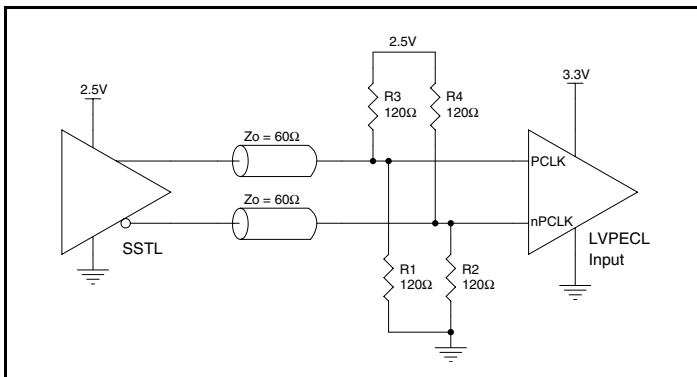 2.5V
2.5V
3.3V
R3
120Ω
R4
120Ω
Zo = 60Ω
PCLK
Zo = 60Ω
nPCLK
SSTL
LVPECL
Input
R1
120Ω
R2
120Ω